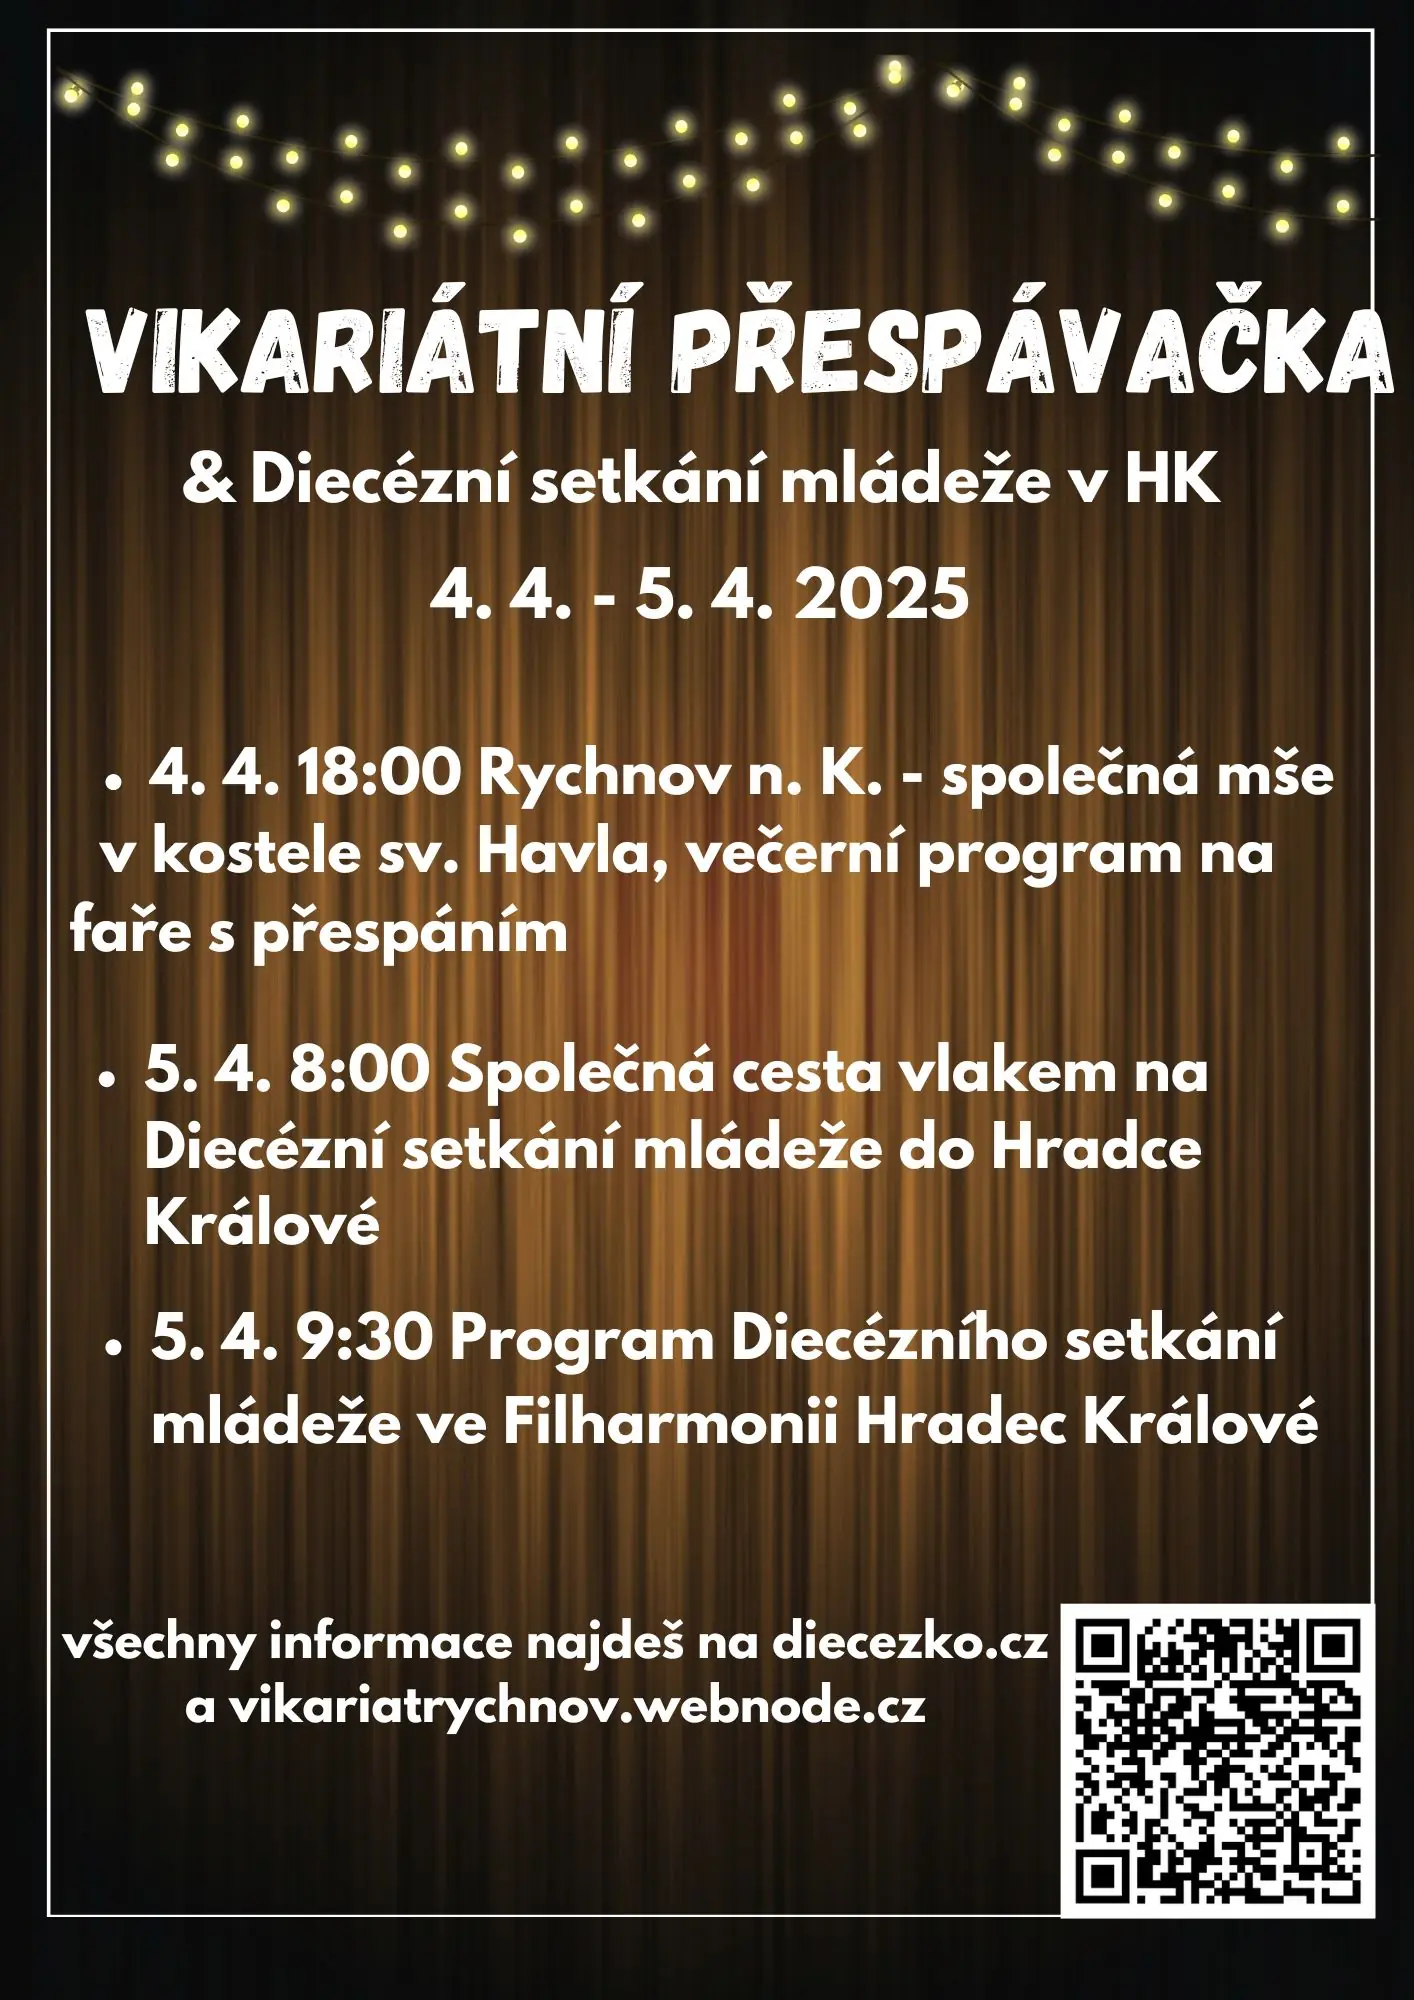 VIKARIÁTNÍ PŘESPÁVAČKA
& Diecézní setkání mládeže v HK
4. 4. - 5. 4. 2025
• 4. 4. 18:00 Rychnov n. K. - společná mše
v kostele sv. Havla, večerní program na
faře s přespáním
• 5. 4. 8:00 Společná cesta vlakem na
Diecézní setkání mládeže do Hradce
Králové
• 5. 4. 9:30 Program Diecézního setkání
mládeže ve Filharmonii Hradec Králové
všechny informace najdeš na diecezko.cz
a vikariatrychnov.webnode.cz